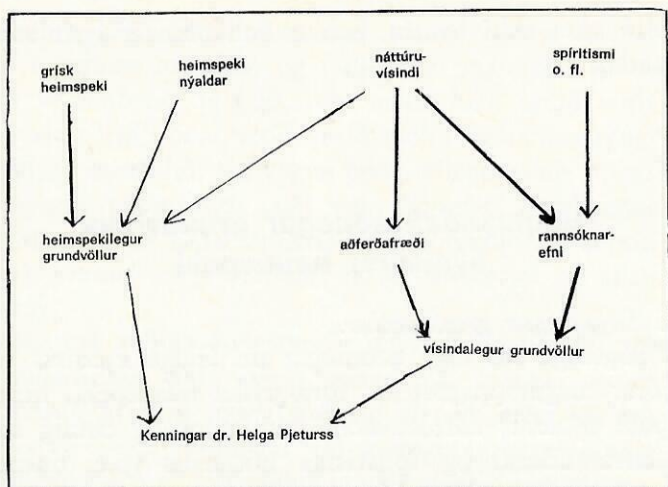 grísk
heimspeki
heimspeki
nýaldar
náttúru-
vísindi
spíritismi
o. fl.
heimspekilegur
grundvöllur
aðferðafræði
rannsóknar-
efni
vísindalegur grundvöllur
Kenningar dr. Helga Pjeturss